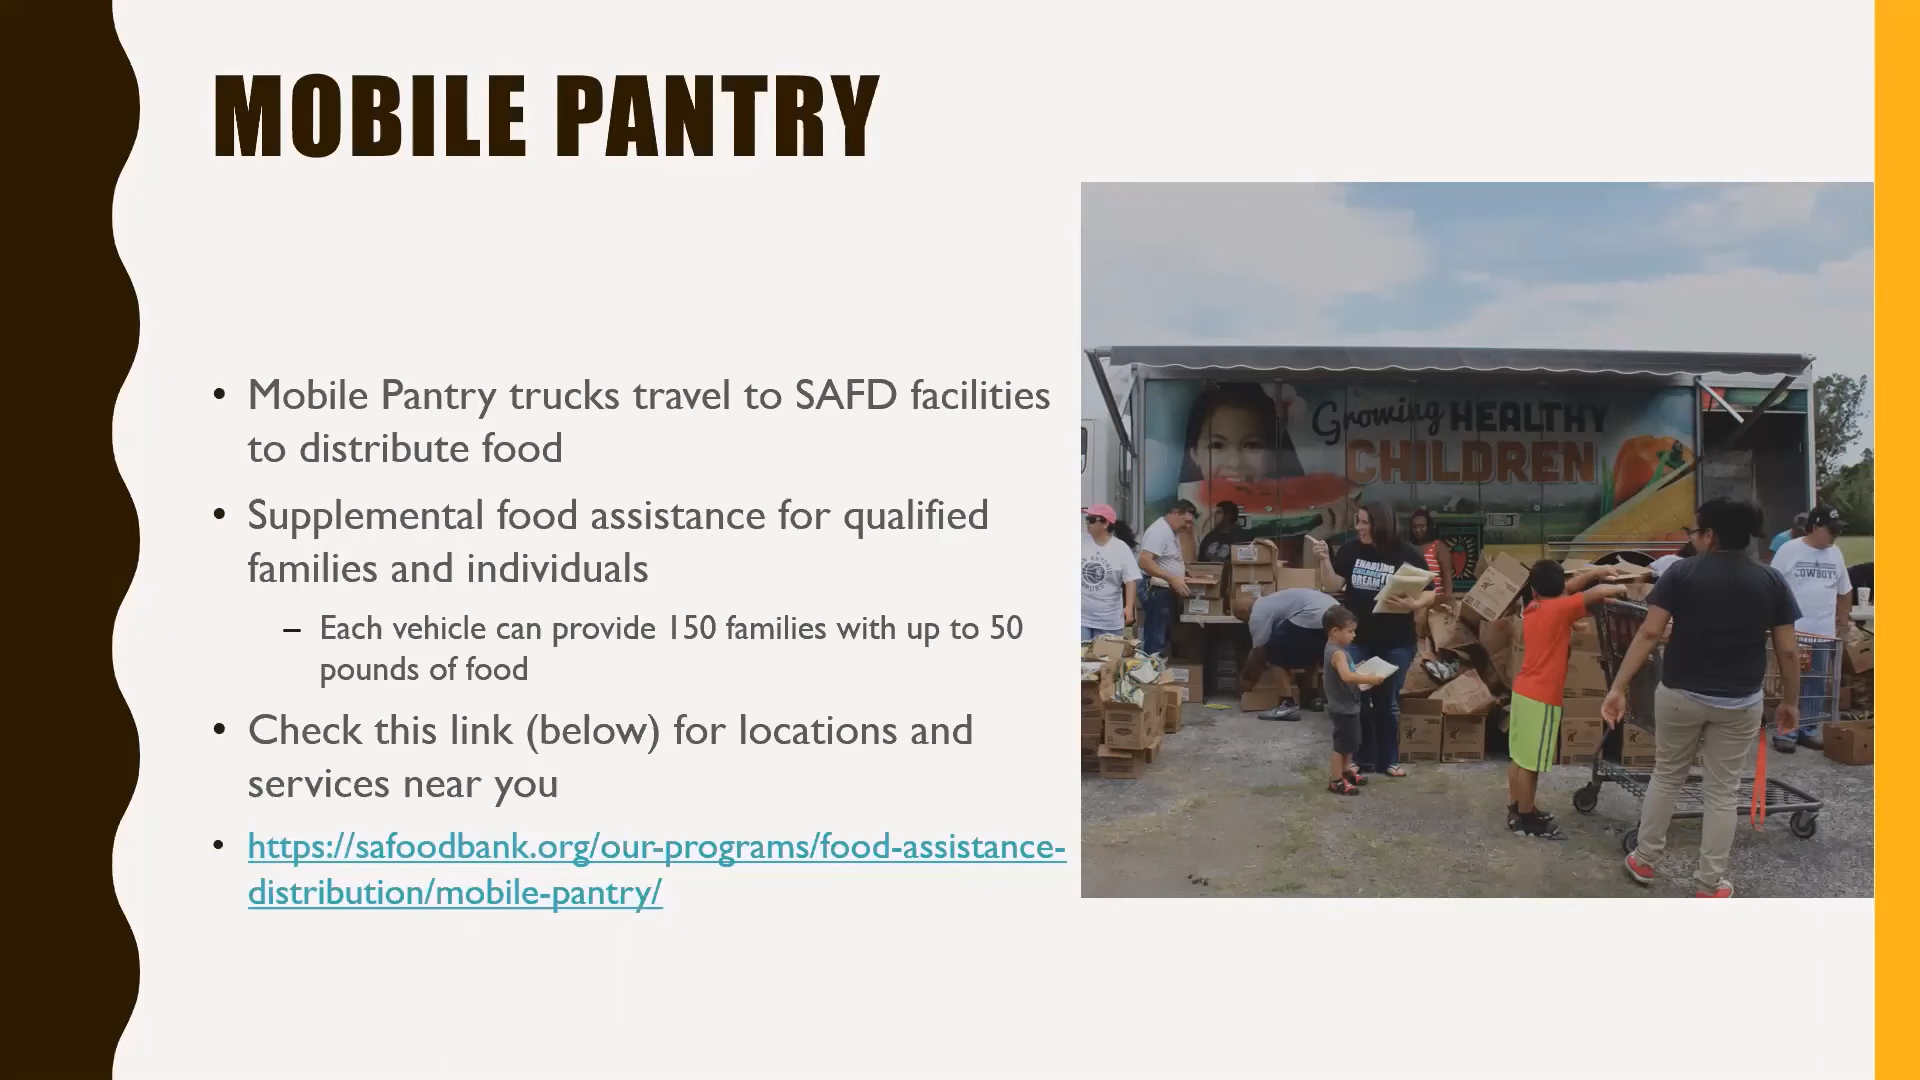 MOBILE PANTRY
• Mobile Pantry trucks travel to SAFD facilities
to distribute food
• Supplemental food assistance for qualified
families and individuals
– Each vehicle can provide 150 families with up to 50
pounds of food
• Check this link (below) for locations and
services near you
• https://safoodbank.org/our-programs/food-assistance-
distribution/mobile-pantry/
Growing HEALTHY
CHILDREN
ENABLING
DREAM
COWBOYS